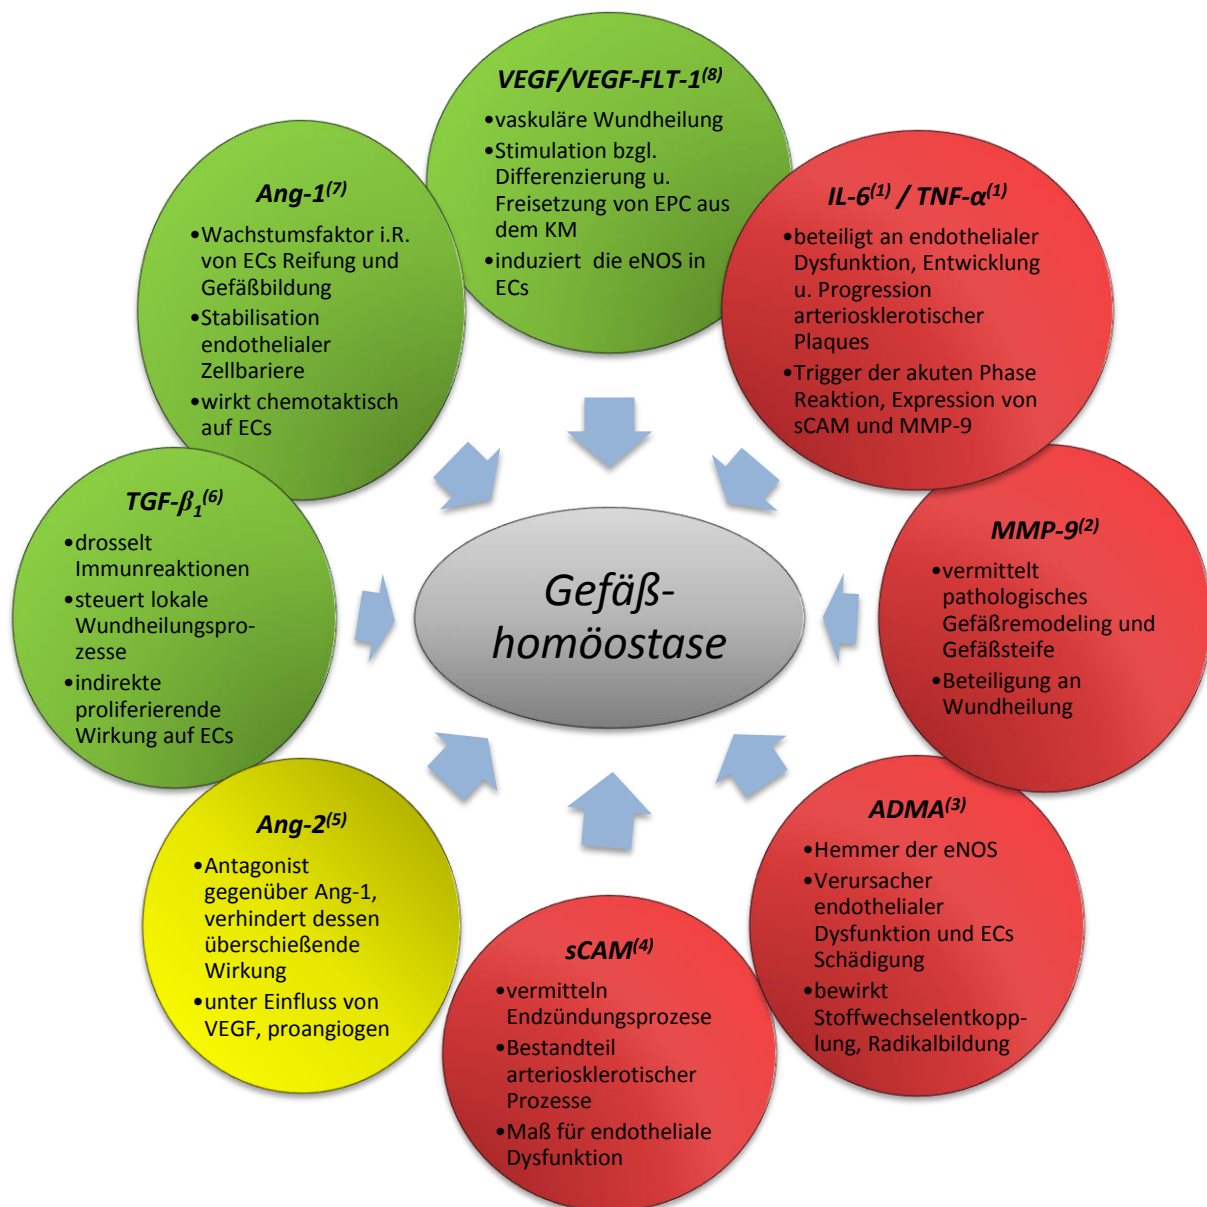 VEGF/VEGF-FLT-1(8)
•vaskuläre Wundheilung
•Stimulation bzgl.
Differenzierung u.
Freisetzung von EPC aus
dem KM
•induziert die eNOS in
ECs
IL-6(1) / TNF-α(1)
•beteiligt an endothelialer
Dysfunktion, Entwicklung
u. Progression
arteriosklerotischer
Plaques
•Trigger der akuten Phase
Reaktion, Expression von
sCAM und MMP-9
MMP-9(2)
•vermittelt
pathologisches
Gefäßremodeling und
Gefäßsteife
•Beteiligung an
Wundheilung
ADMA(3)
•Hemmer der eNOS
•Verursacher
endothelialer
Dysfunktion und ECs
Schädigung
•bewirkt
Stoffwechselentkopp-
lung, Radikalbildung
sCAM(4)
•vermitteln
Endzündungsprozese
•Bestandteil
arteriosklerotischer
Prozesse
•Maß für endotheliale
Dysfunktion
Ang-2(5)
•Antagonist
gegenüber Ang-1,
verhindert dessen
überschießende
Wirkung
•unter Einfluss von
VEGF, proangiogen
TGF-β1(6)
•drosselt
Immunreaktionen
•steuert lokale
Wundheilungspro-
zesse
•indirekte
proliferierende
Wirkung auf ECs
Ang-1(7)
•Wachstumsfaktor i.R.
von ECs Reifung und
Gefäßbildung
•Stabilisation
endothelialer
Zellbariere
•wirkt chemotaktisch
auf ECs
Gefäß-
homöostase